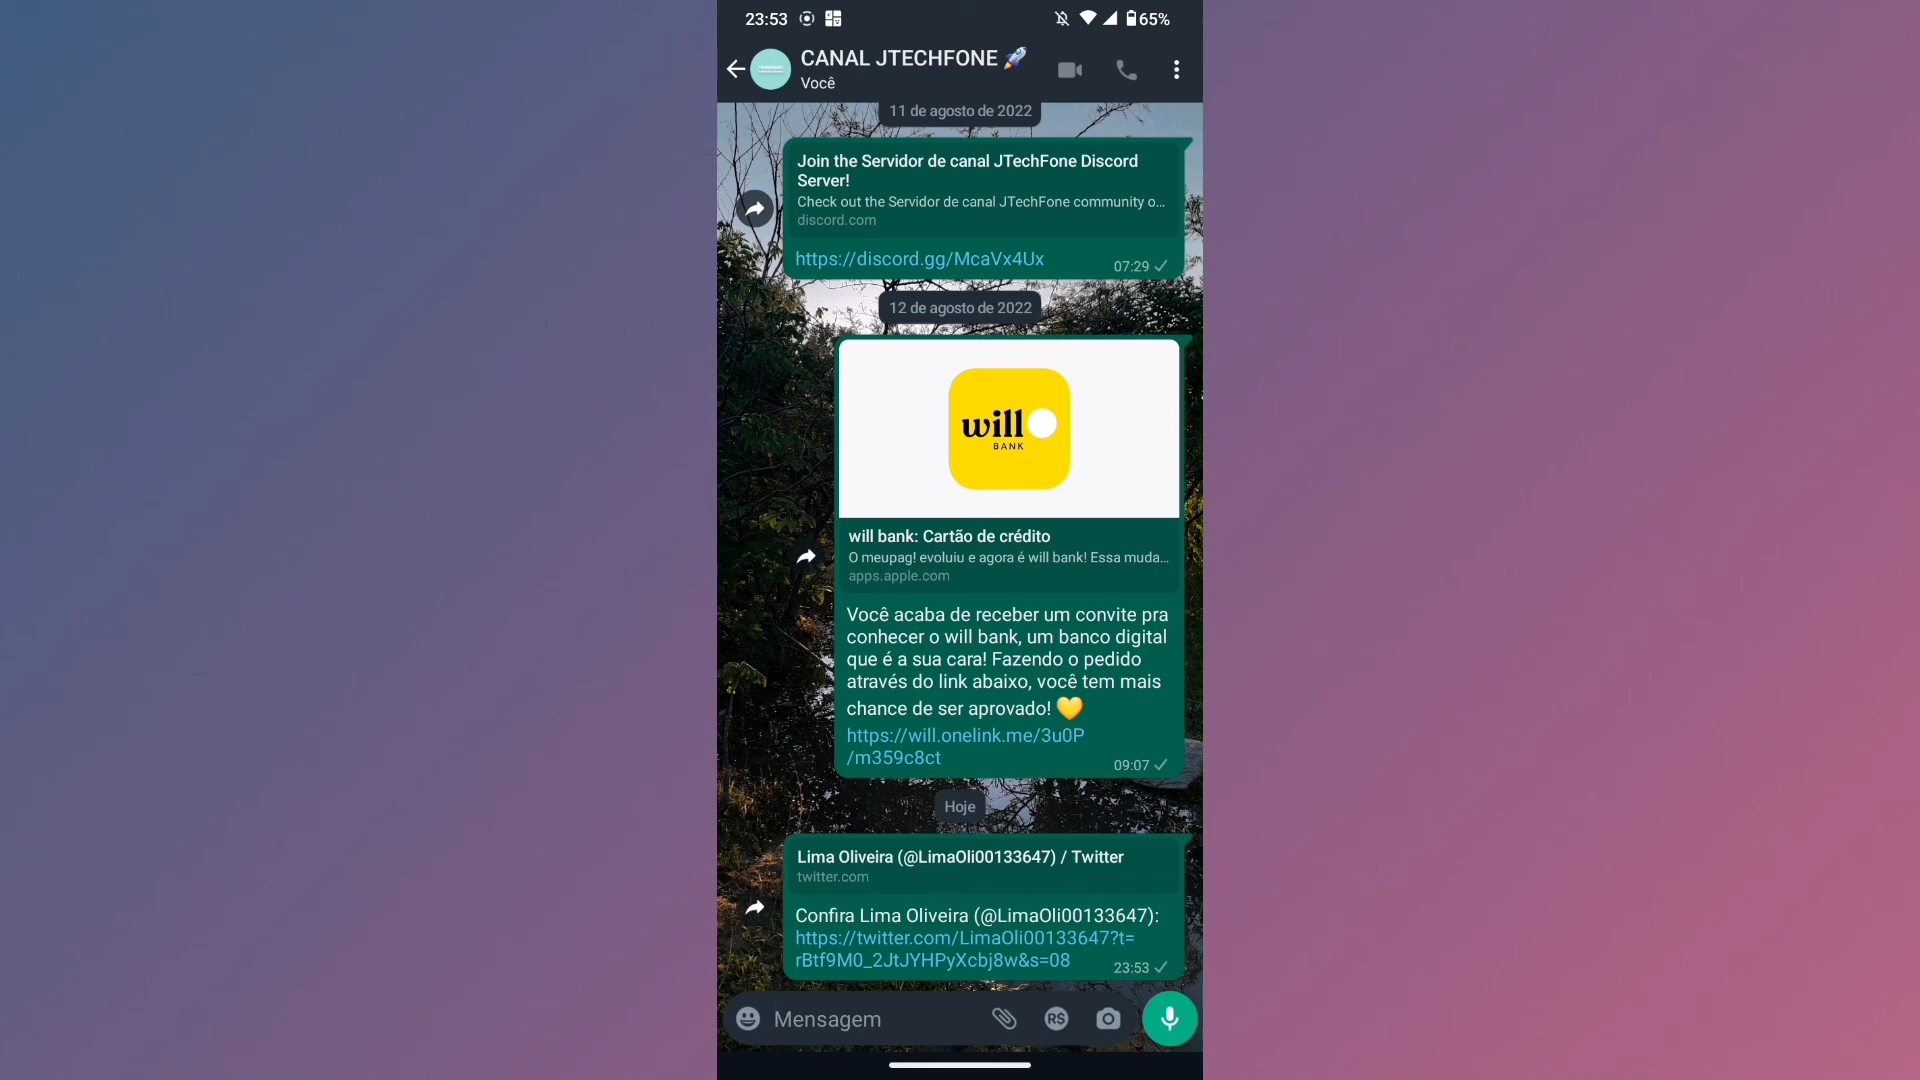 23:53
65%
CANAL JTECHFONE 🚀
Você
11 de agosto de 2022
Join the Servidor de canal JTechFone Discord
Server!
Check out the Servidor de canal JTechFone community o...
discord.com
https://discord.gg/McaVx4Ux
07:29
12 de agosto de 2022
will
BANK
will bank: Cartão de crédito
O meupag! evoluiu e agora é will bank! Essa muda...
apps.apple.com
Você acaba de receber um convite pra
conhecer o will bank, um banco digital
que é a sua cara! Fazendo o pedido
através do link abaixo, você tem mais
chance de ser aprovado! 💛
https://will.onelink.me/3u0P
/m359c8ct
09:07
Hoje
Lima Oliveira (@LimaOli00133647) / Twitter
twitter.com
Confira Lima Oliveira (@LimaOli00133647):
https://twitter.com/LimaOli00133647?t=
rBtf9M0_2JtJYHPyXcbj8w&s=08
23:53
Mensagem
R$